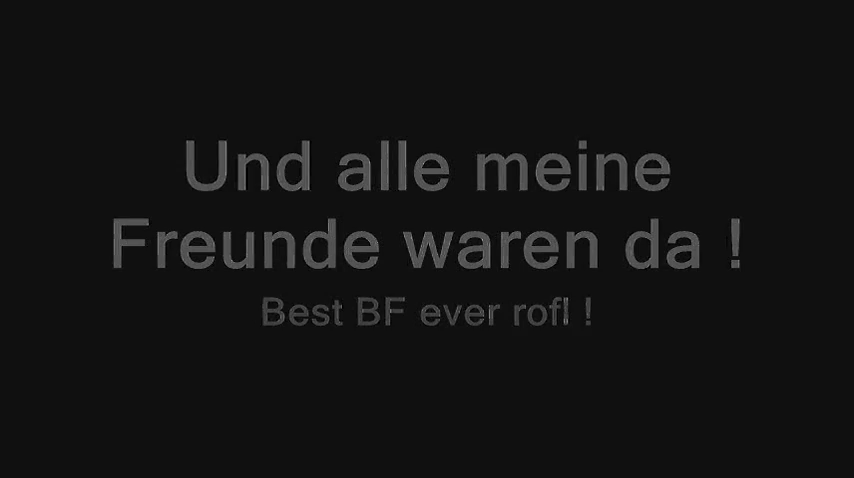 Und alle meine
Freunde waren da !
Best BF ever rofl !